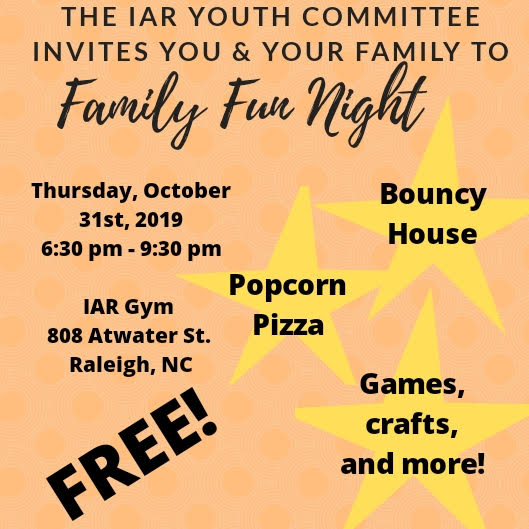 THE IAR YOUTH COMMITTEE
INVITES YOU & YOUR FAMILY TO
Family Fun Night
Thursday, October
31st, 2019
6:30 pm - 9:30 pm
IAR Gym
808 Atwater St.
Raleigh, NC
FREE!
Bouncy
House
Popcorn
Pizza
Games,
crafts,
and more!